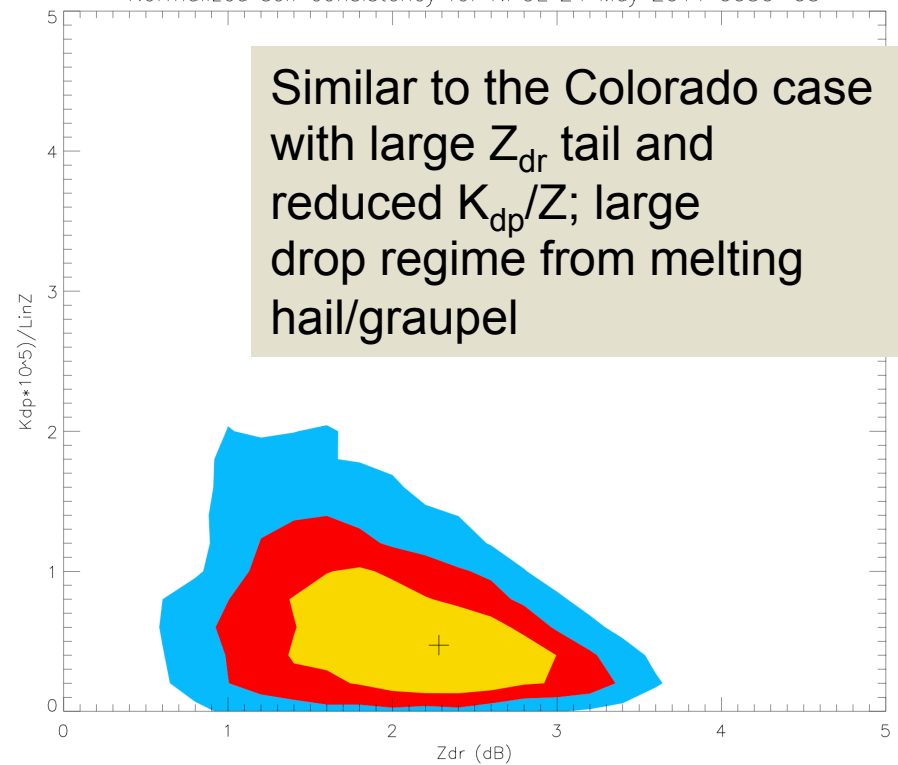 Similar to the Colorado case
with large Zdr tail and
reduced Kdp/Z; large
drop regime from melting
hail/graupel
5
4
3
2
1
0
Kdp*10^5)/LinZ
0 1 2 3 4 5
Zdr (dB)